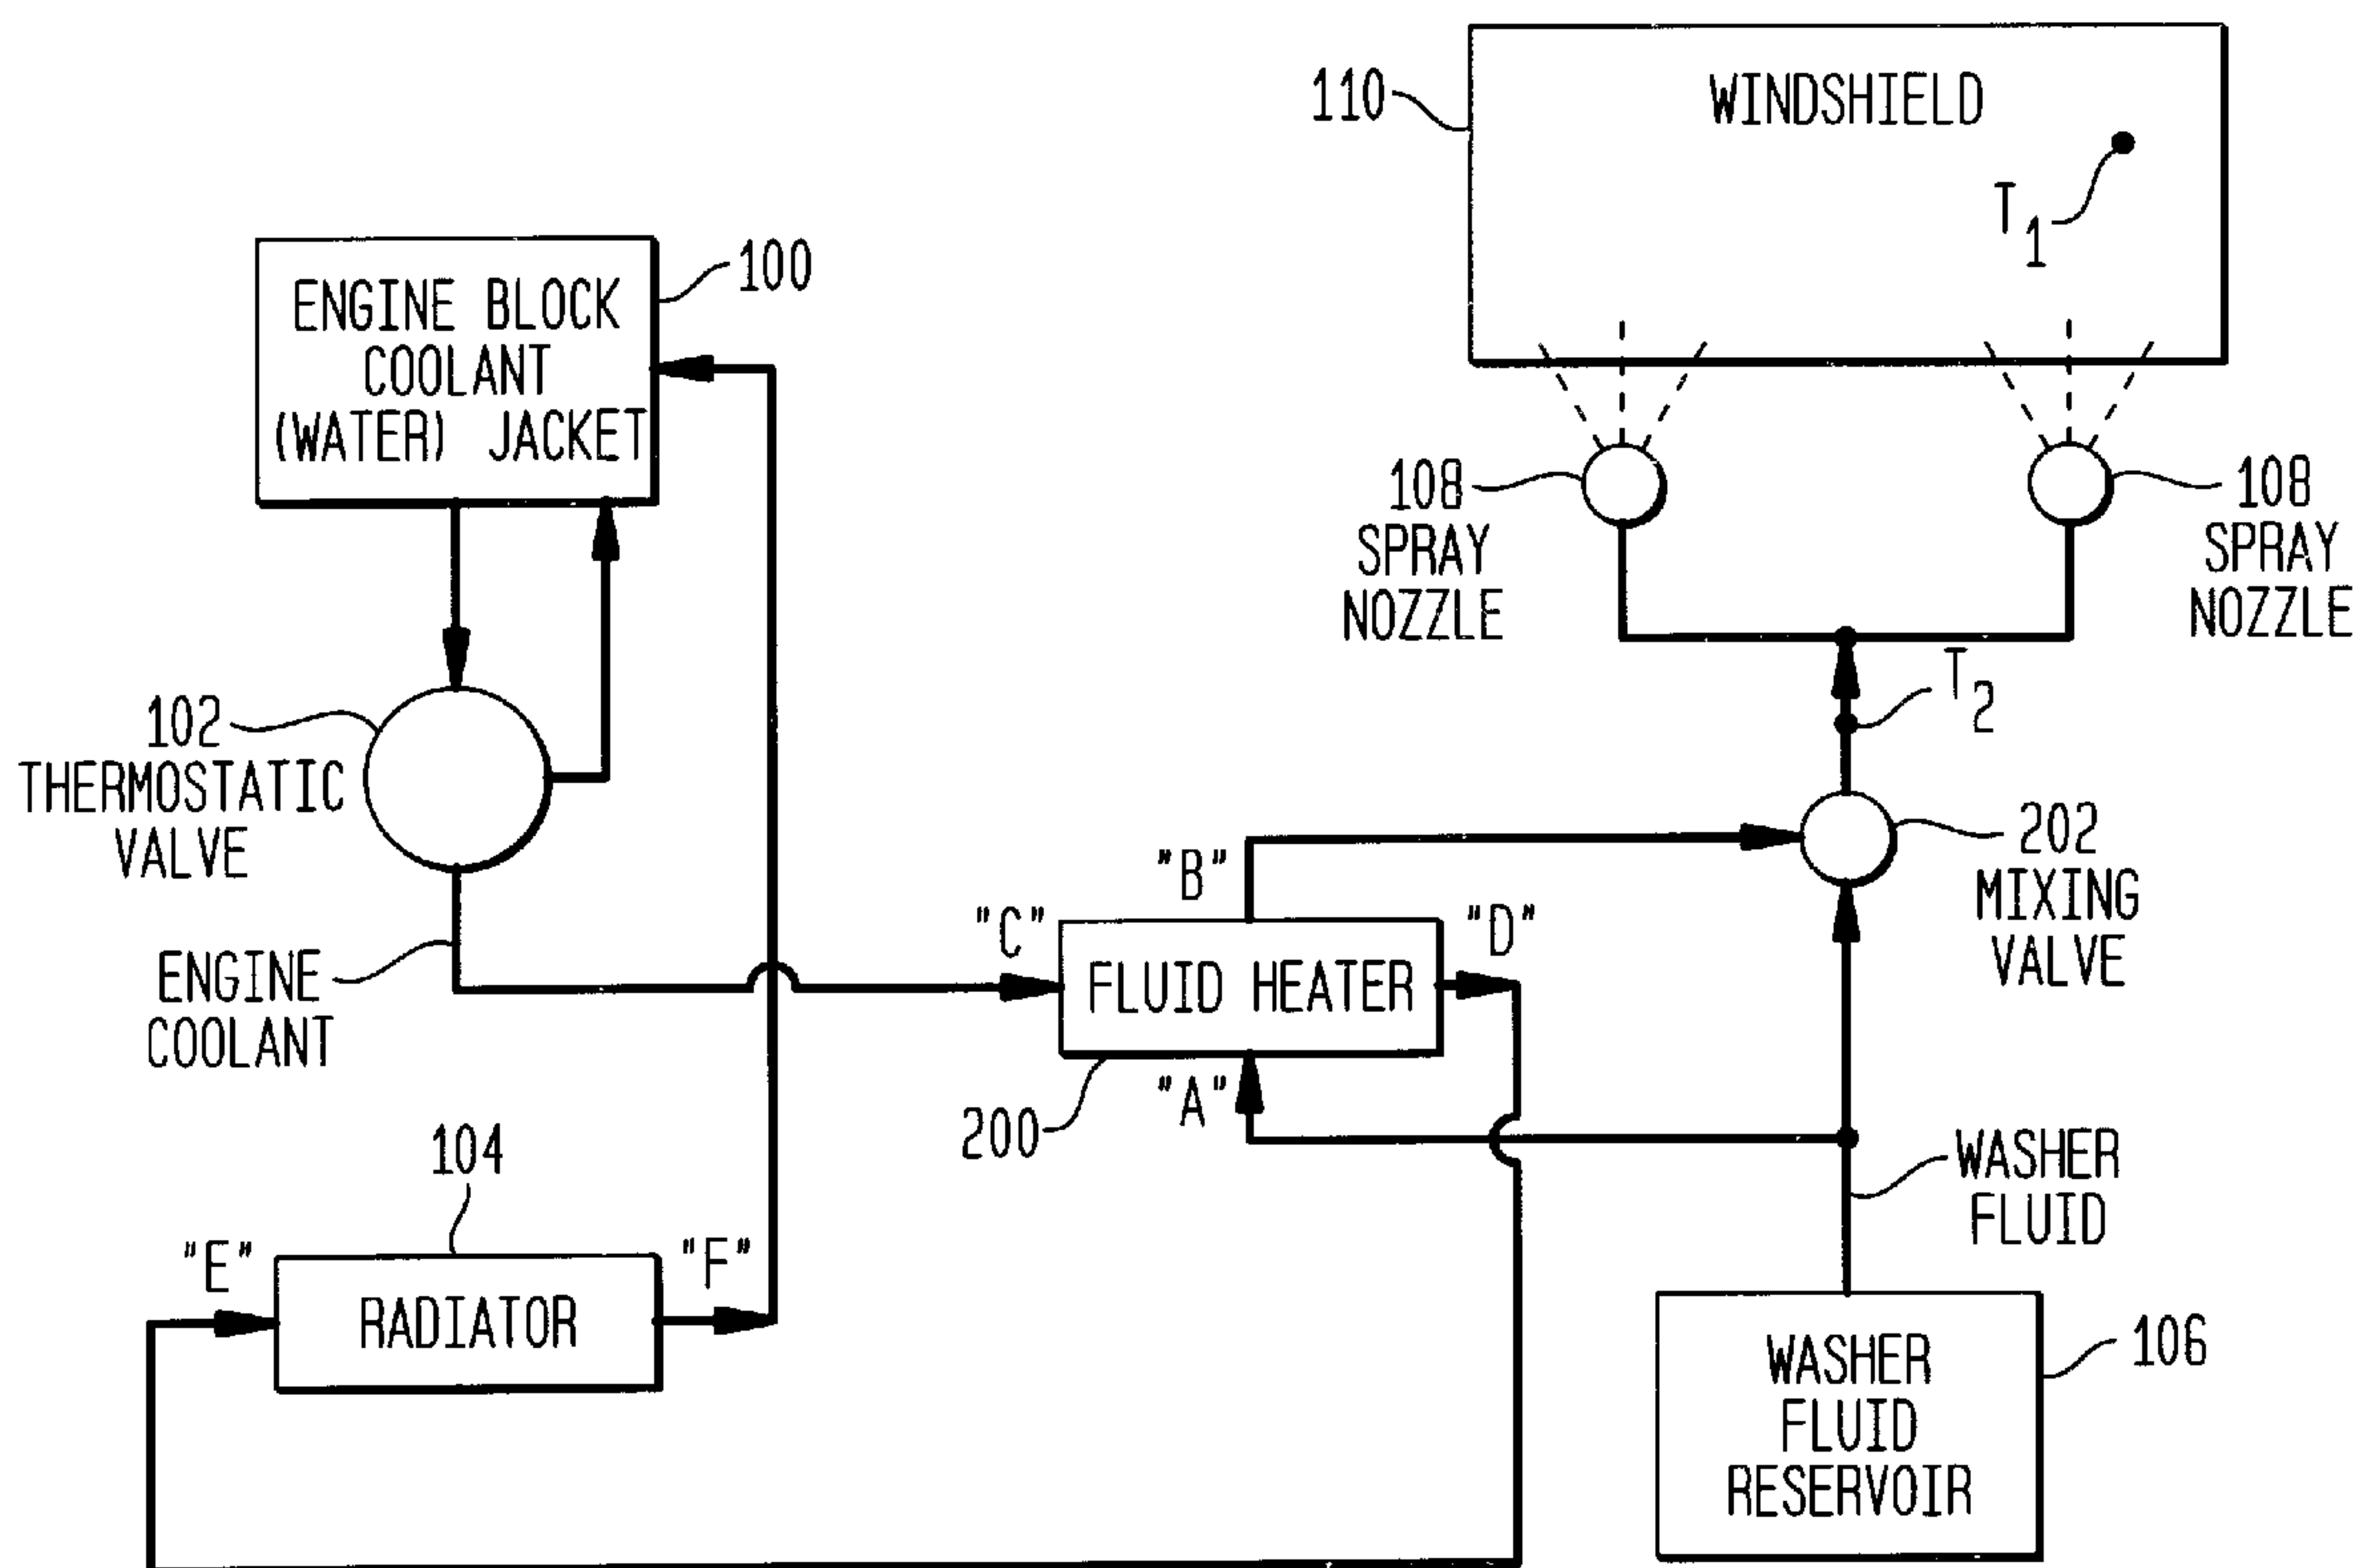 110
WINDSHIELD
T1
100
ENGINE BLOCK
COOLANT
(WATER) JACKET
108
SPRAY
NOZZLE
108
SPRAY
NOZZLE
T2
102
THERMOSTATIC
VALVE
202
MIXING
VALVE
"B"
"C"
"D"
FLUID HEATER
ENGINE
COOLANT
"A"
200
WASHER
FLUID
104
"E"
"F"
RADIATOR
106
WASHER
FLUID
RESERVOIR